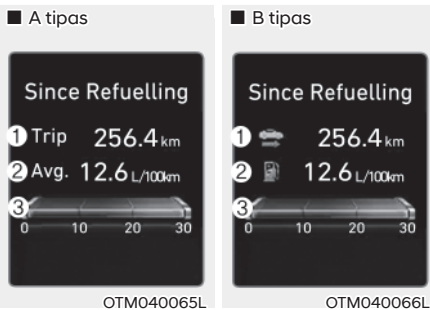 ■ A tipas
Since Refuelling
① Trip 256.4 km
② Avg. 12.6 L/100km
③
0 10 20 30
OTM040065L
■ B tipas
Since Refuelling
① 256.4 km
② 12.6 L/100km
③
0 10 20 30
OTM040066L